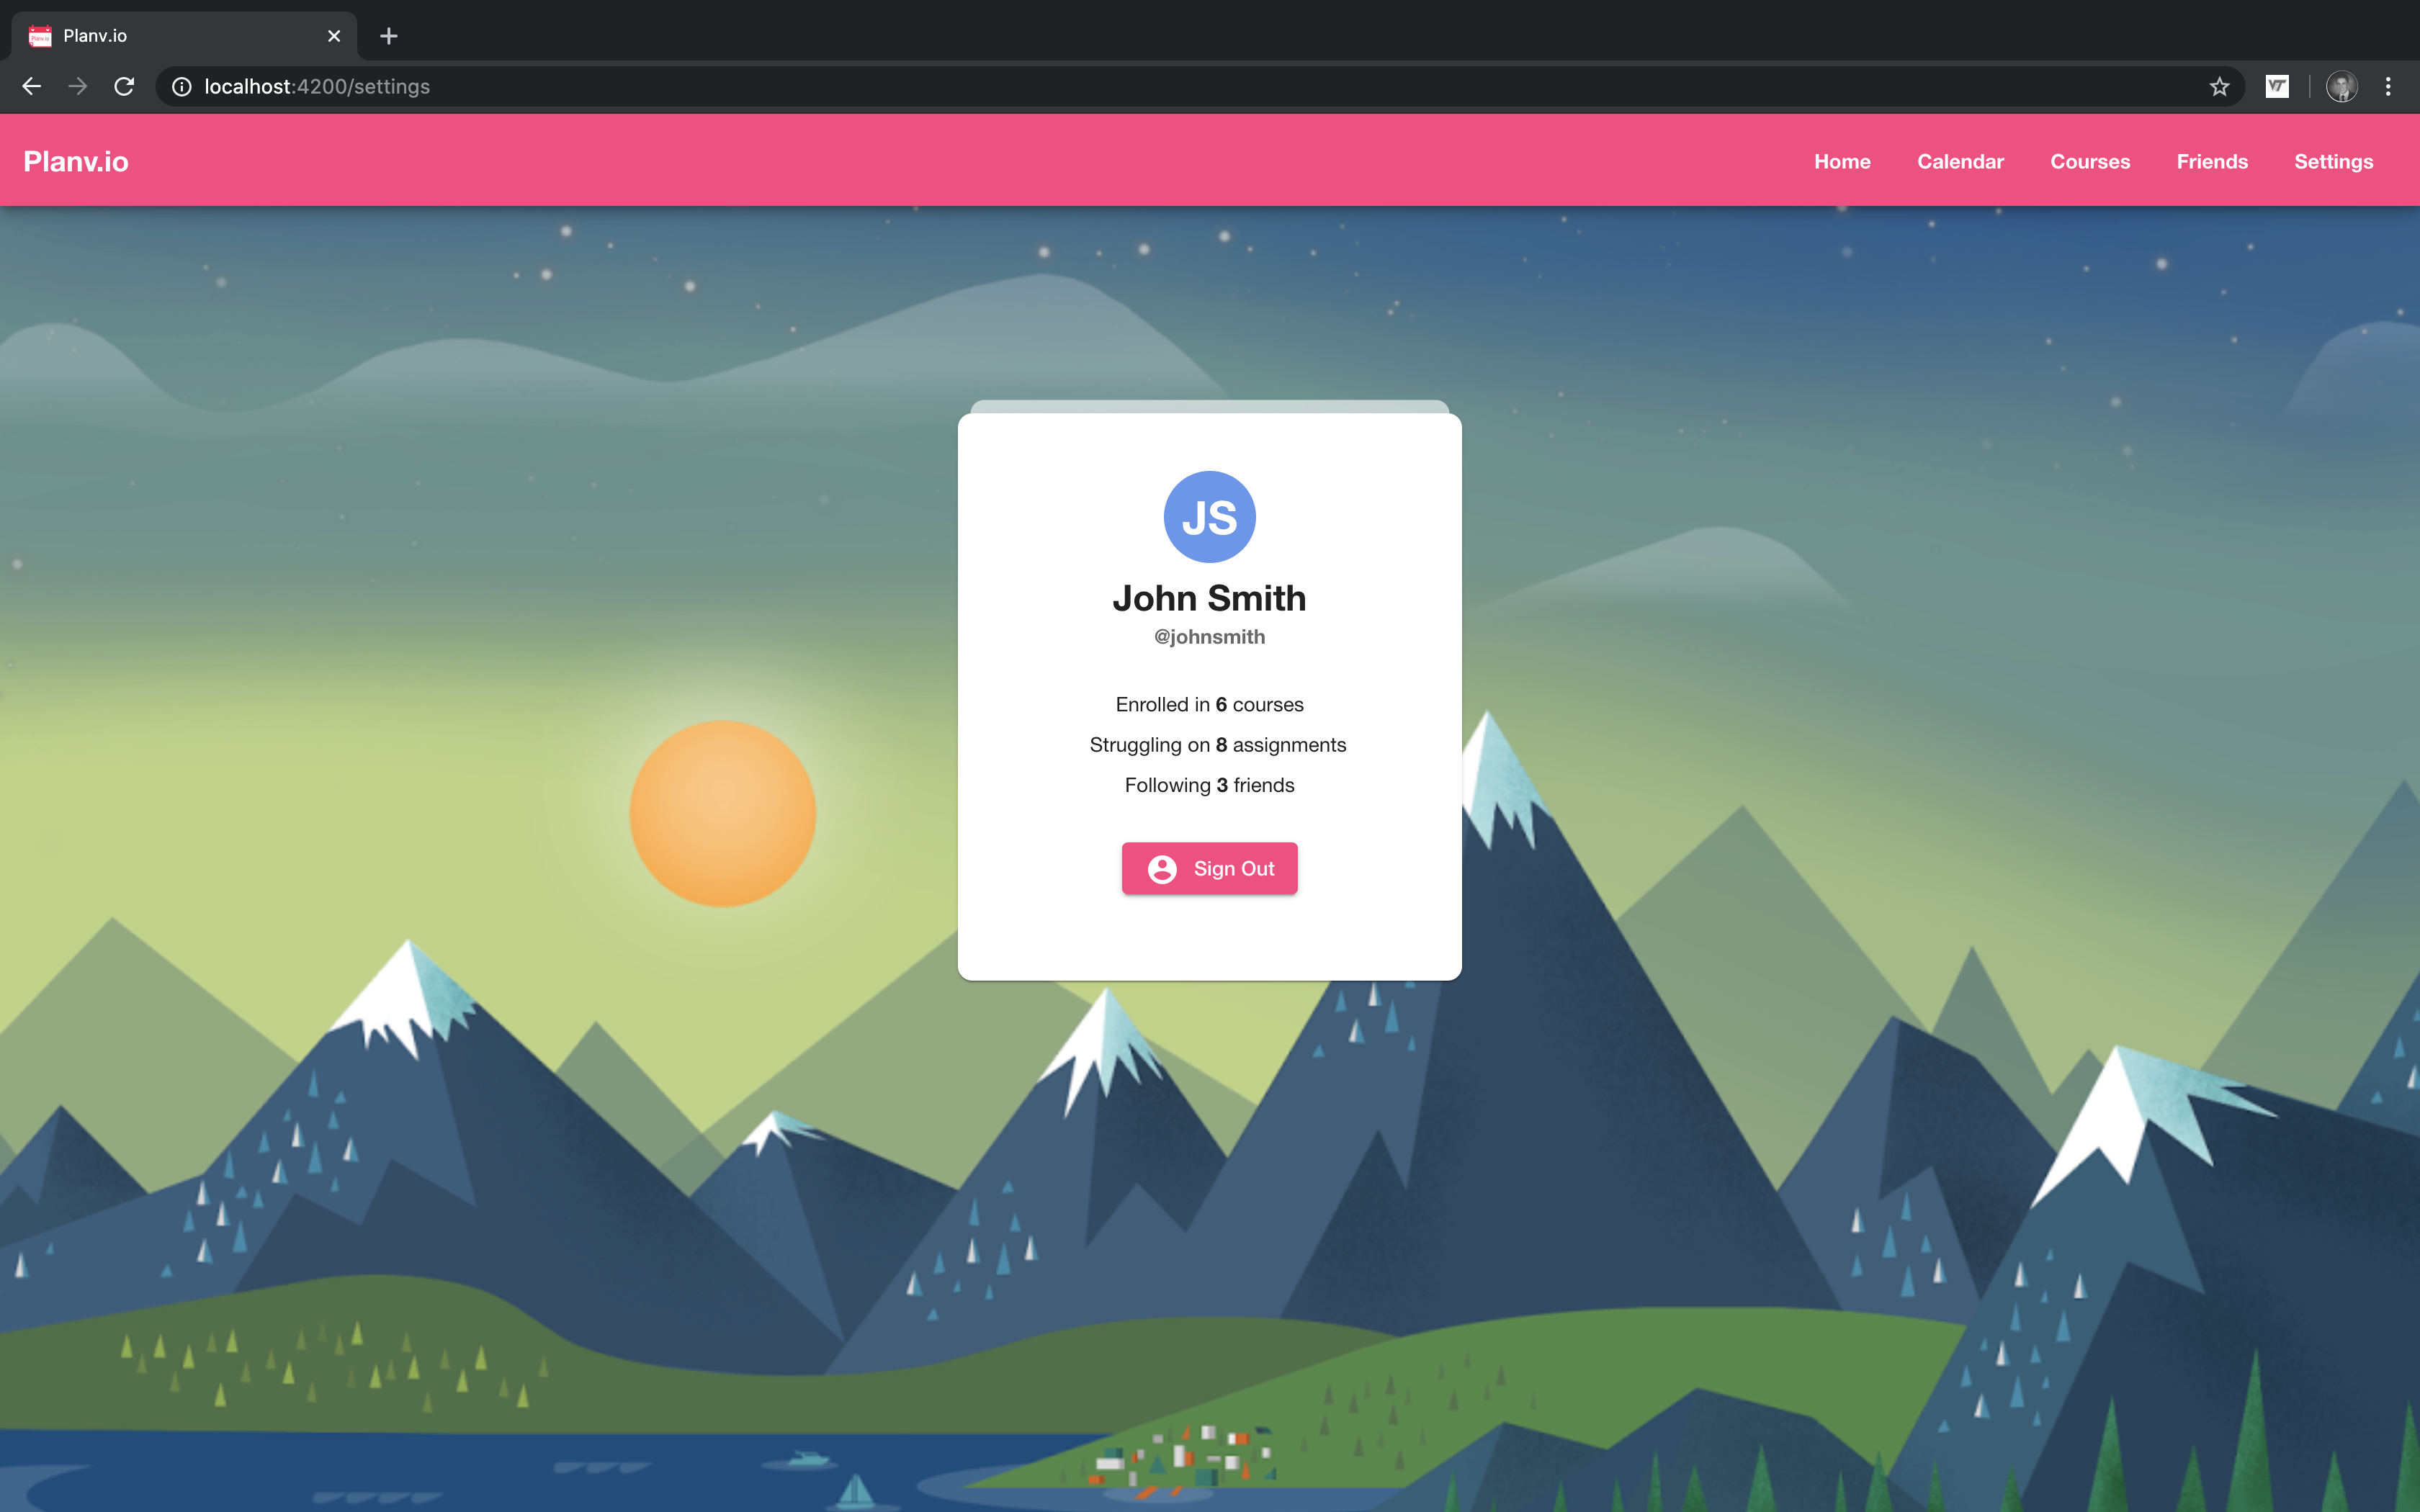 Planv.io
localhost:4200/settings
Planv.io
Home Calendar Courses Friends Settings
JS
John Smith
@johnsmith
Enrolled in 6 courses
Struggling on 8 assignments
Following 3 friends
Sign Out